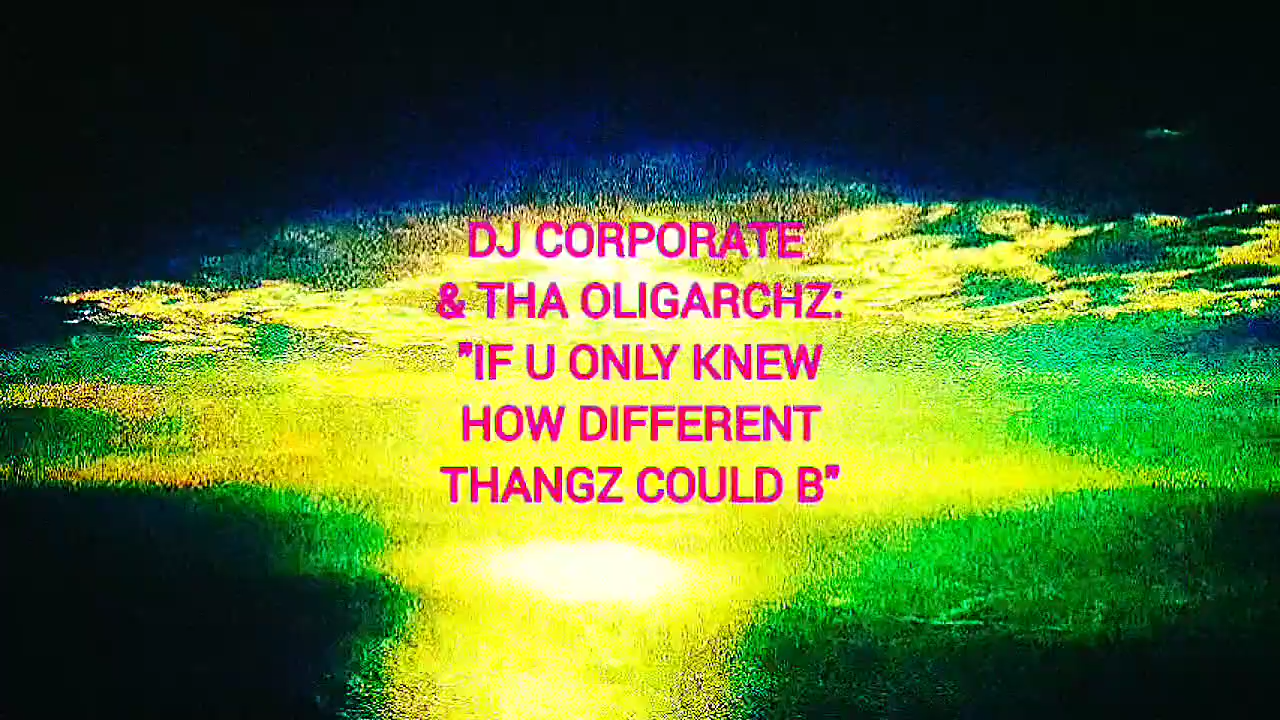 DJ CORPORATE
& THA OLIGARCHZ:
"IF U ONLY KNEW
HOW DIFFERENT
THANGZ COULD B"